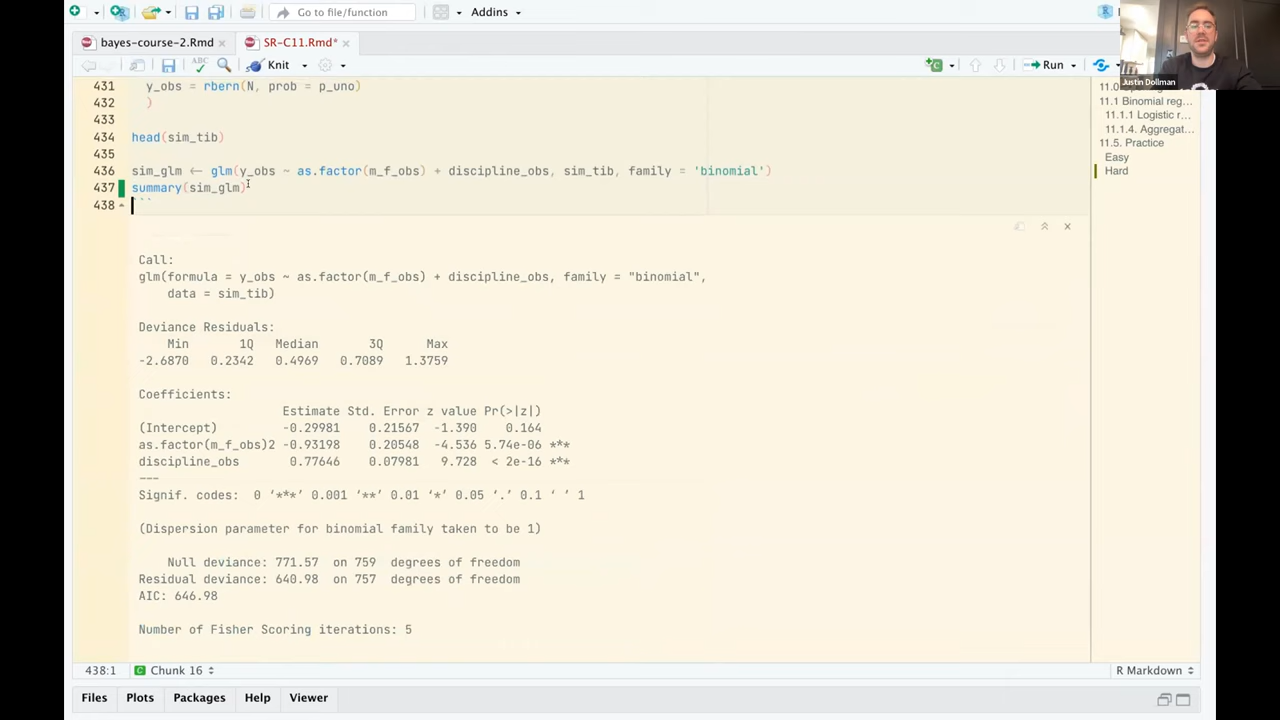 Go to file/function
Addins
bayes-course-2.Rmd
SR-C11.Rmd*
Knit
Run
Justin Dollman
431 y_obs = rbern(N, prob = p_uno)
432 )
433
434 head(sim_tib)
435
436 sim_glm ← glm(y_obs ~ as.factor(m_f_obs) + discipline_obs, sim_tib, family = 'binomial')
437 summary(sim_glm)
438 ```
11.1 Binomial reg...
11.1.1 Logistic r...
11.1.4. Aggregat...
11.5. Practice
Easy
Hard
Call:
glm(formula = y_obs ~ as.factor(m_f_obs) + discipline_obs, family = "binomial",
data = sim_tib)
Deviance Residuals:
Min 1Q Median 3Q Max
-2.6870 0.2342 0.4969 0.7089 1.3759
Coefficients:
Estimate Std. Error z value Pr(>|z|)
(Intercept) -0.29981 0.21567 -1.390 0.164
as.factor(m_f_obs)2 -0.93198 0.20548 -4.536 5.74e-06 ***
discipline_obs 0.77646 0.07981 9.728 < 2e-16 ***
---
Signif. codes: 0 ‘***’ 0.001 ‘**’ 0.01 ‘*’ 0.05 ‘.’ 0.1 ‘ ’ 1
(Dispersion parameter for binomial family taken to be 1)
Null deviance: 771.57 on 759 degrees of freedom
Residual deviance: 640.98 on 757 degrees of freedom
AIC: 646.98
Number of Fisher Scoring iterations: 5
438:1
Chunk 16
R Markdown
Files
Plots
Packages
Help
Viewer